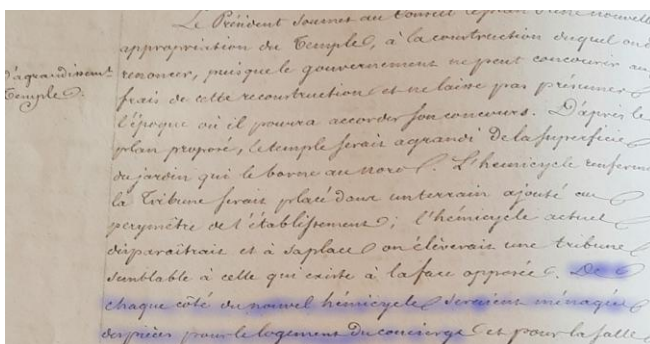 Le Président soumet au Conseil le plan d'une nouvelle
appropriation du Temple, à la construction duquel on a
renoncer, puisque le gouvernement ne peut concourir aux
d'agrandissemt
Temple.
frais de cette reconstruction et ne laisse pas présumer
l'époque où il pourra accorder son concours. D'après le
plan proposé, le temple serait agrandi de la superficie
du jardin qui le borne au nord. L'hémicycle renferm
la Tribune serait placé dans un terrain ajouté au
perymètre de l'établissement; l'hémicycle actuel
disparaîtrait et à sa place on élèverait une tribune
semblable à celle qui existe à la face opposée. De
chaque côté du nouvel hémicycle seraient ménagées
des pièces pour le logement du concierge et pour la salle